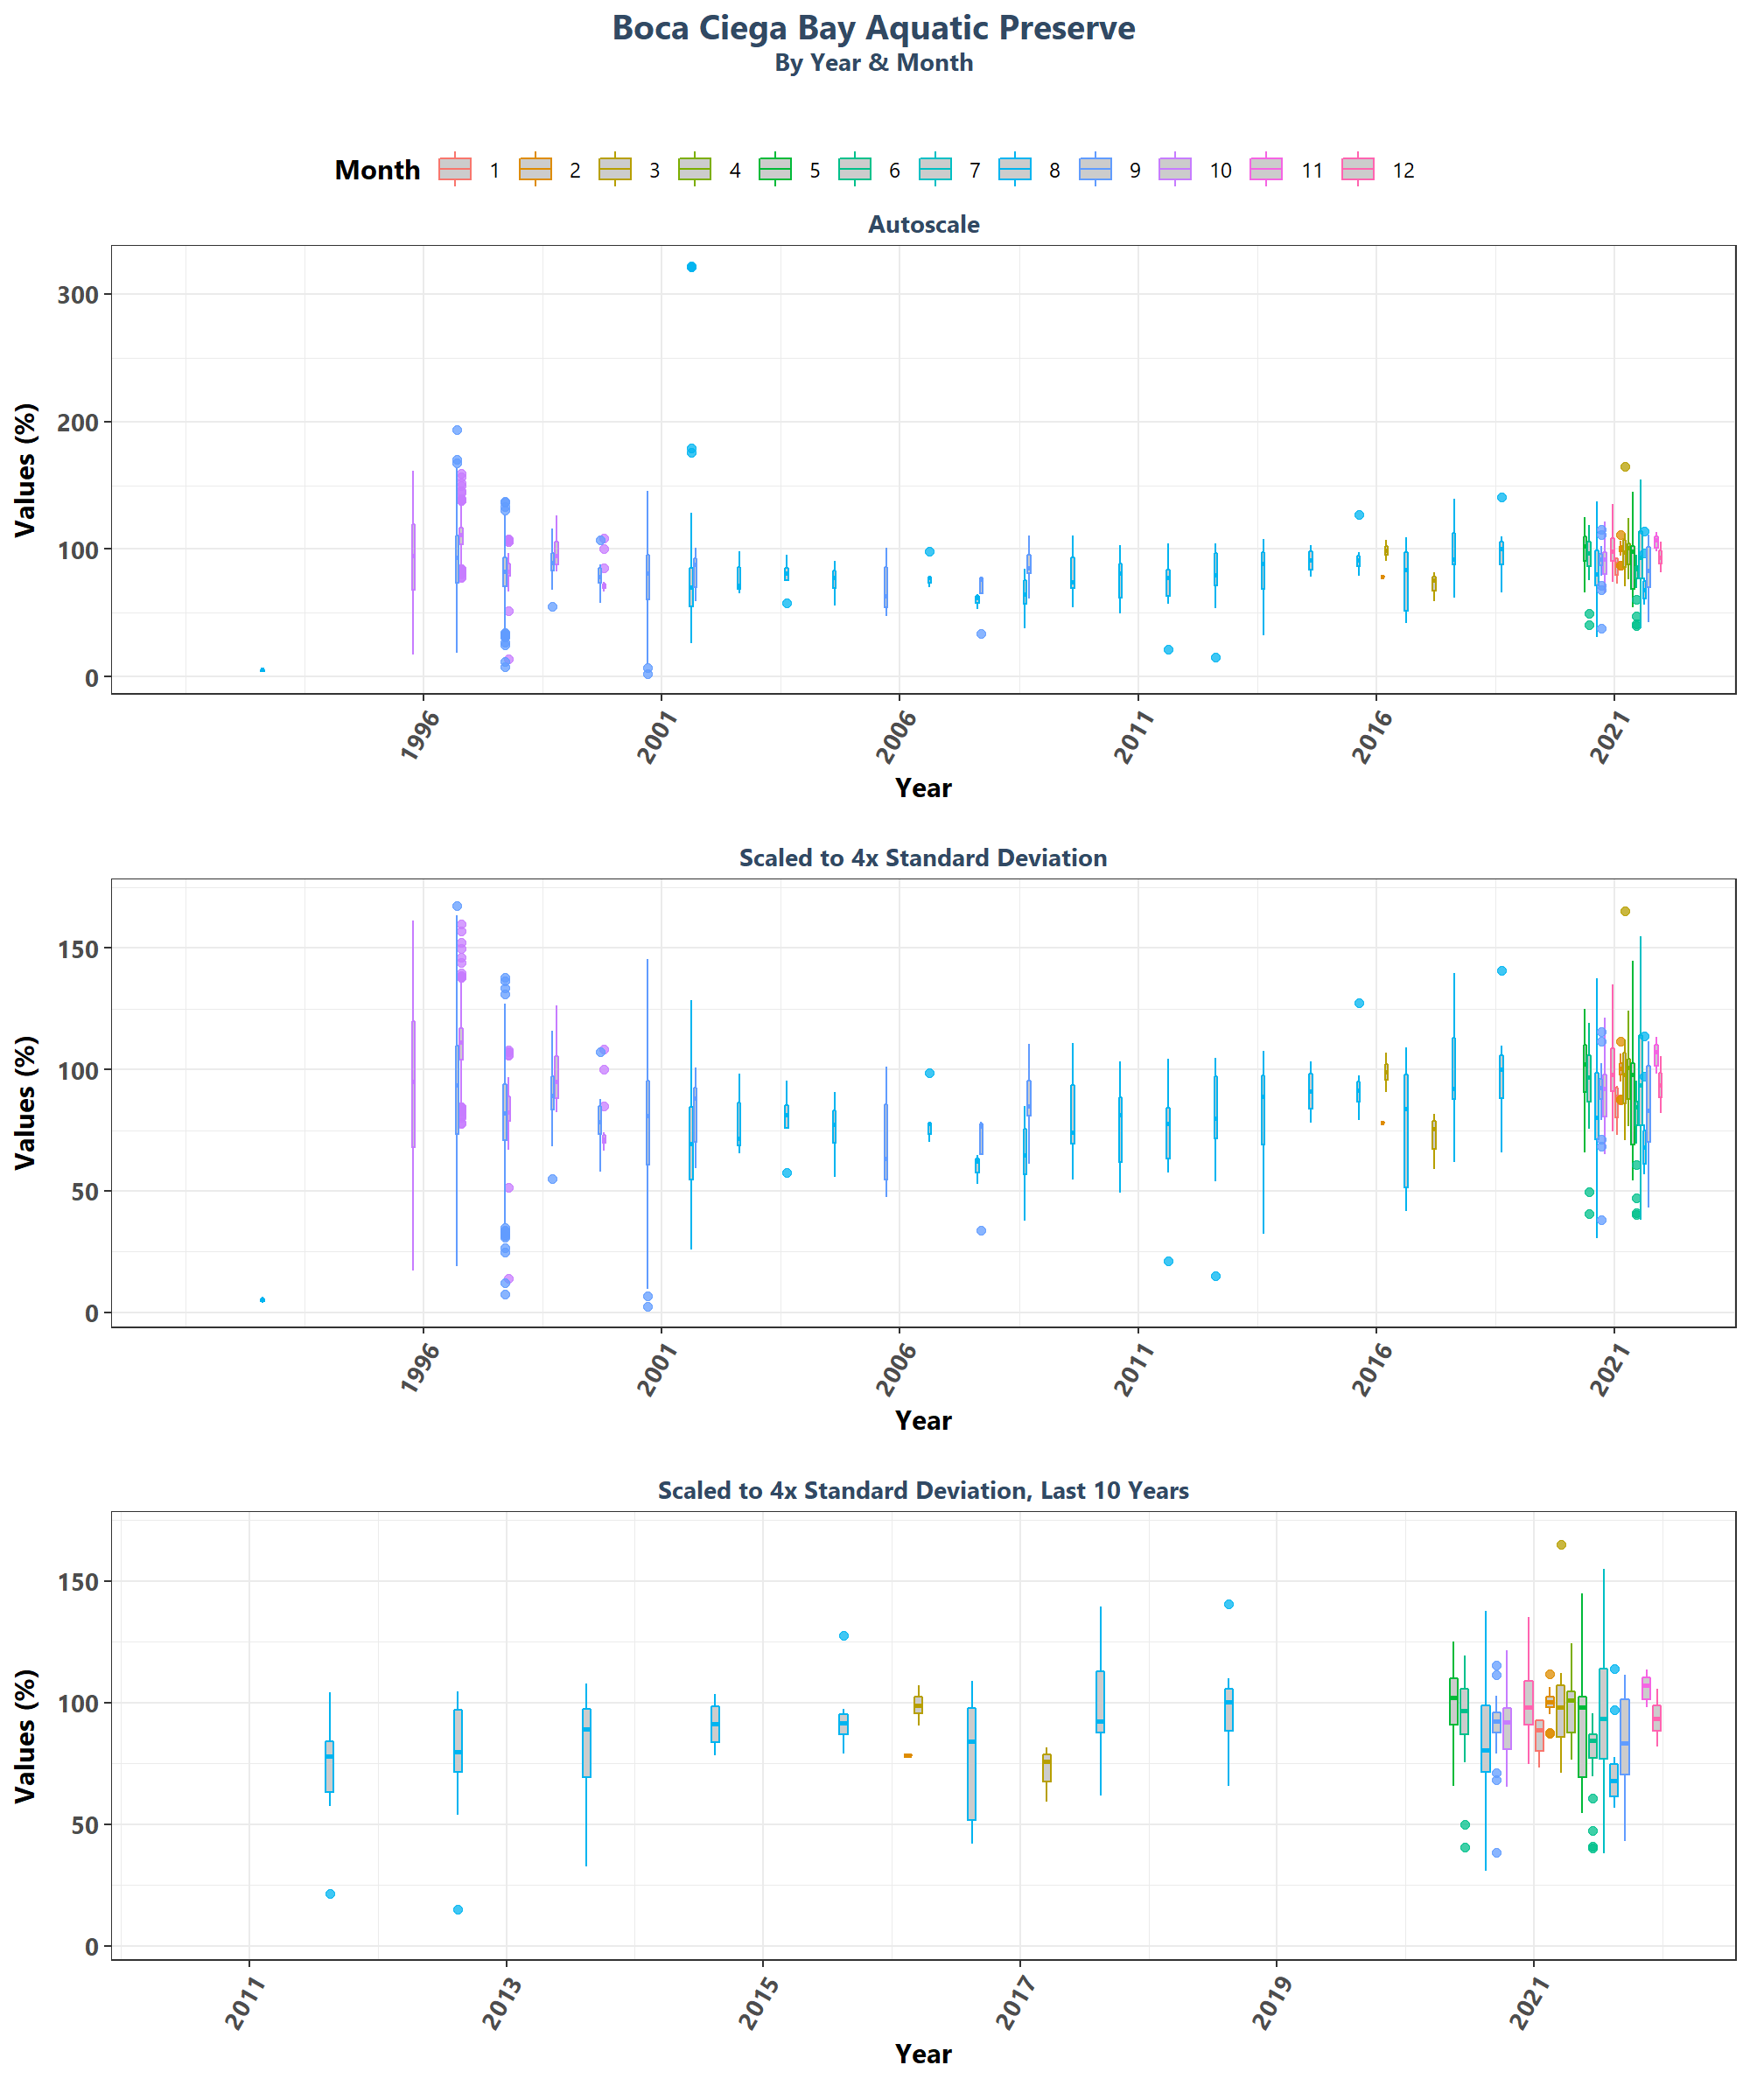 Boca Ciega Bay Aquatic Preserve
By Year & Month
Month 1 2 3 4 5 6 7 8 9 10 11 12
Autoscale
300
200
100
0
Values (%)
1996 2001 2006 2011 2016 2021
Year
Scaled to 4x Standard Deviation
150
100
50
0
Values (%)
1996 2001 2006 2011 2016 2021
Year
Scaled to 4x Standard Deviation, Last 10 Years
150
100
50
0
Values (%)
2011 2013 2015 2017 2019 2021
Year